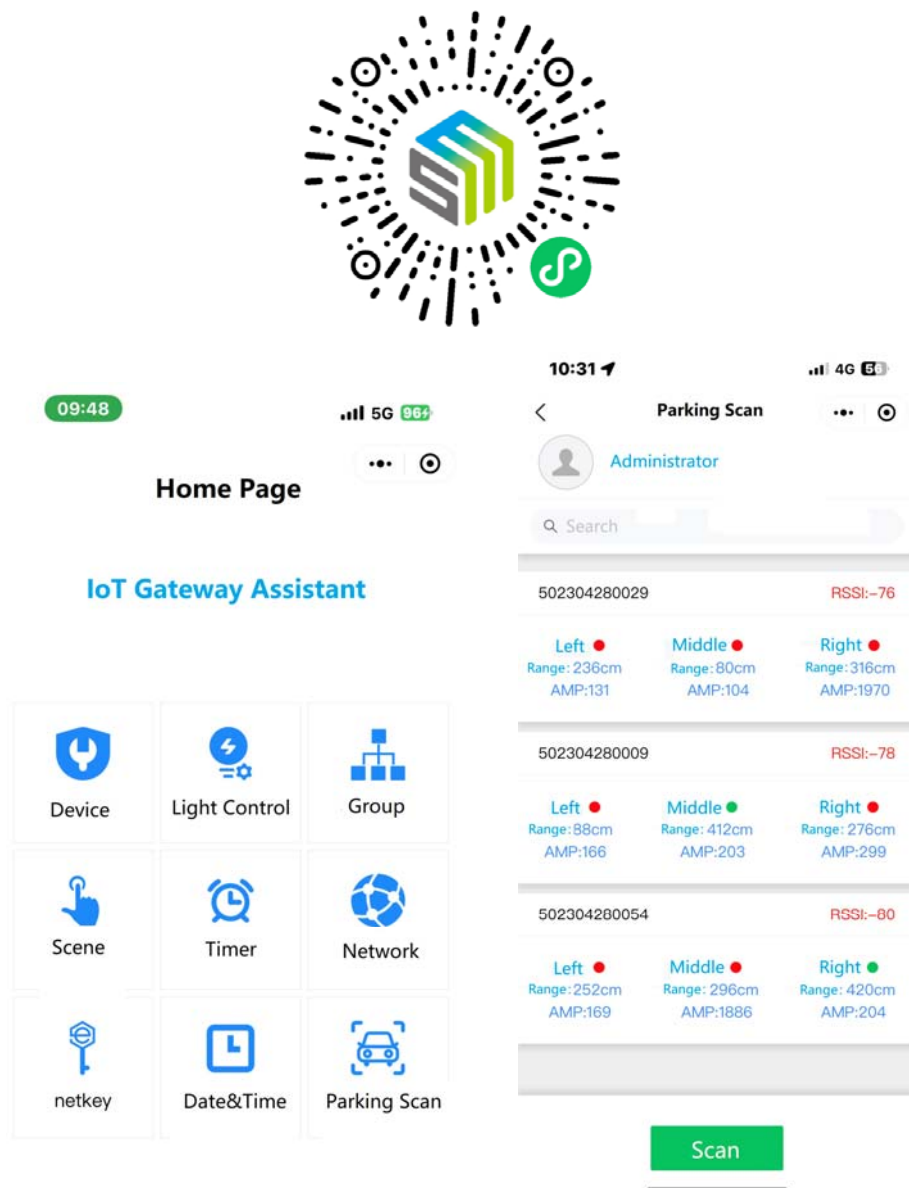 09:48
5G 96
Home Page
IoT Gateway Assistant
Device
Light Control
Group
Scene
Timer
Network
netkey
Date&Time
Parking Scan
10:31
4G 56
Parking Scan
Administrator
Search
502304280029 RSSI:-76
Left Middle Right
Range: 236cm Range: 80cm Range: 316cm
AMP:131 AMP:104 AMP:1970
502304280009 RSSI:-78
Left Middle Right
Range: 88cm Range: 412cm Range: 276cm
AMP:166 AMP:203 AMP:299
502304280054 RSSI:-80
Left Middle Right
Range: 252cm Range: 296cm Range: 420cm
AMP:169 AMP:1886 AMP:204
Scan